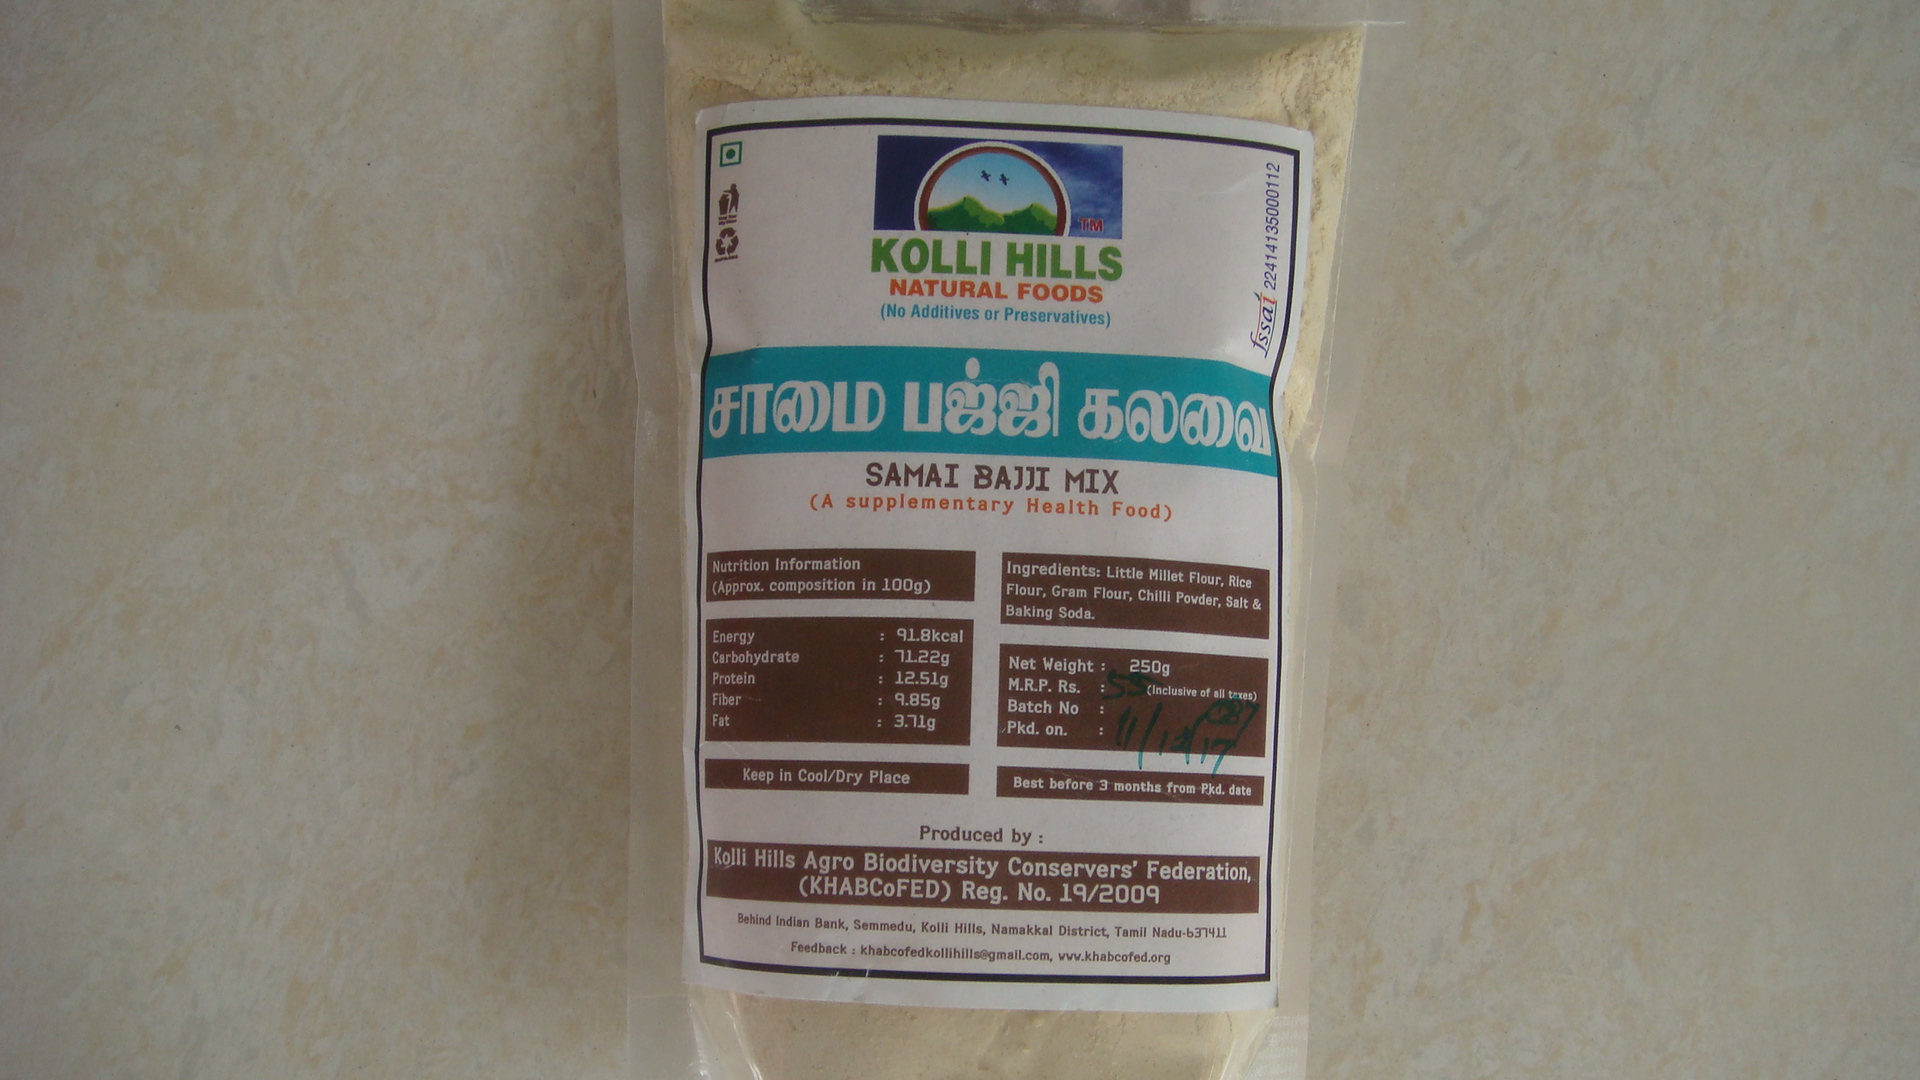 TM
KOLLI HILLS
NATURAL FOODS
(No Additives or Preservatives)
fssai 22414135000112
சாமை பஜ்ஜி கலவை
SAMAI BAJJI MIX
(A supplementary Health Food)
Nutrition Information
(Approx. composition in 100g)
Energy : 91.8kcal
Carbohydrate : 71.22g
Protein : 12.51g
Fiber : 9.85g
Fat : 3.71g
Keep in Cool/Dry Place
Ingredients: Little Millet Flour, Rice
Flour, Gram Flour, Chilli Powder, Salt &
Baking Soda.
Net Weight : 250g
M.R.P. Rs. : 55 (Inclusive of all taxes)
Batch No :
Pkd. on. : 11/12/17
Best before 3 months from Pkd. date
Produced by :
Kolli Hills Agro Biodiversity Conservers' Federation,
(KHABCoFED) Reg. No. 19/2009
Behind Indian Bank, Semmedu, Kolli Hills, Namakkal District, Tamil Nadu-637411
Feedback : khabcofedkollihills@gmail.com, www.khabcofed.org